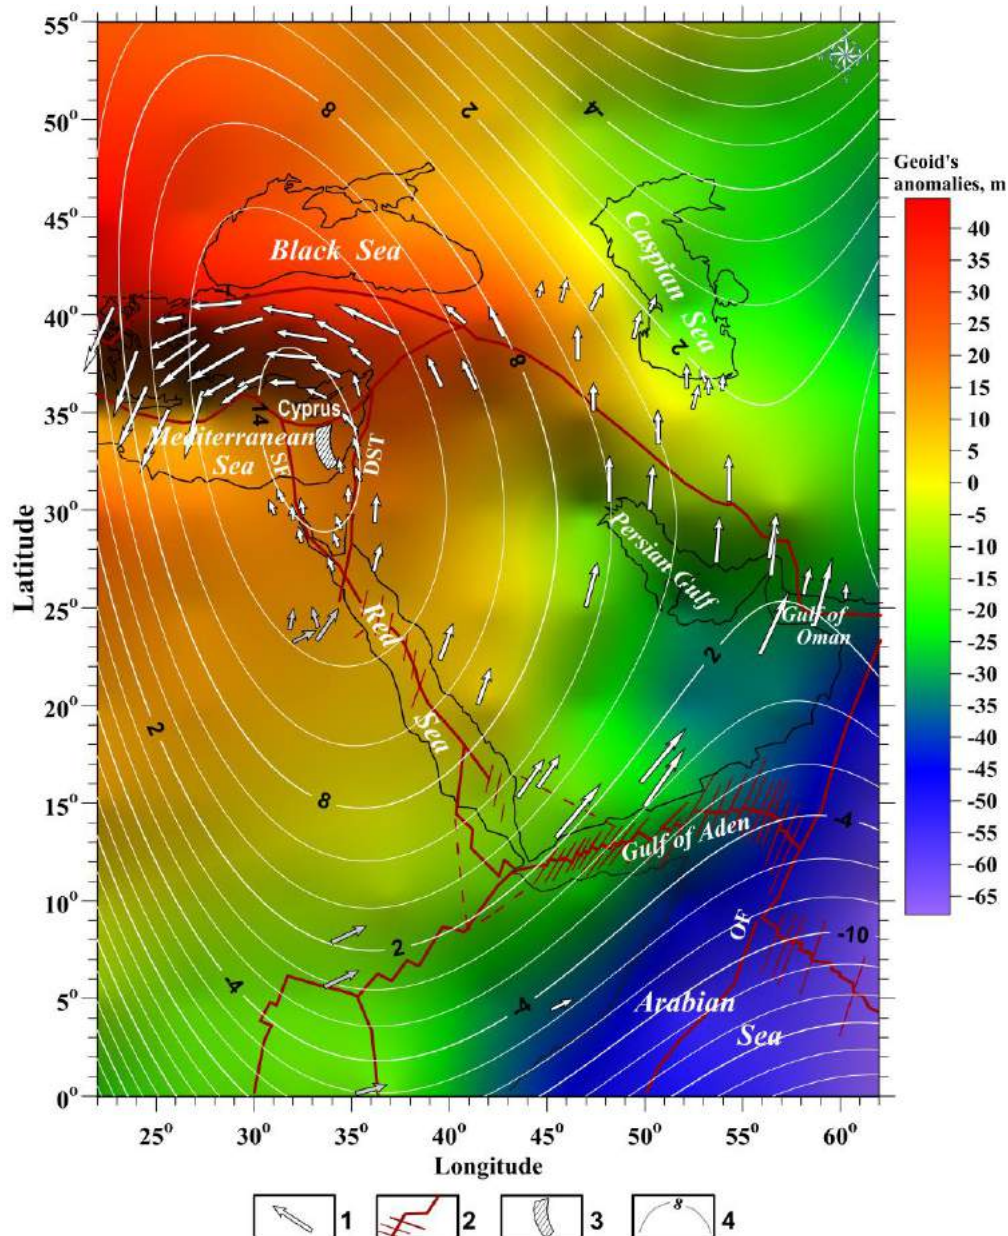 55°
50°
45°
40°
35°
30°
25°
20°
15°
10°
5°
0°
Latitude
25°
30°
35°
40°
45°
50°
55°
60°
Longitude
Geoid's
anomalies, m
40
35
30
25
20
15
10
5
0
-5
-10
-15
-20
-25
-30
-35
-40
-45
-50
-55
-60
-65
8
2
-4
Black Sea
Caspian
Sea
2
8
Cyprus
14
Mediterranean
Sea
SF
DST
Persian Gulf
Gulf of
Oman
Red
Sea
2
2
8
Gulf of Aden
-4
2
-4
-4
OF
-10
Arabian
Sea
1
2
3
8
4